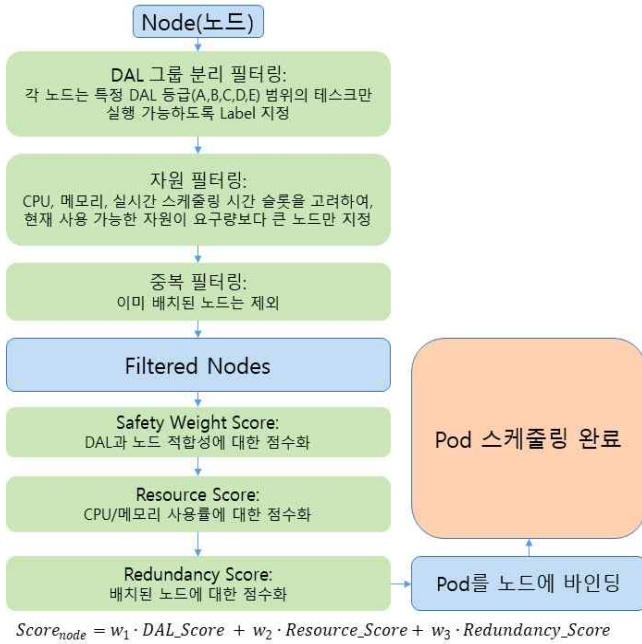 Node(노드)
DAL 그룹 분리 필터링:
각 노드는 특정 DAL 등급(A,B,C,D,E) 범위의 테스크만
실행 가능하도록 Label 지정
자원 필터링:
CPU, 메모리, 실시간 스케줄링 시간 슬롯을 고려하여,
현재 사용 가능한 자원이 요구량보다 큰 노드만 지정
중복 필터링:
이미 배치된 노드는 제외
Filtered Nodes
Safety Weight Score:
DAL과 노드 적합성에 대한 점수화
Resource Score:
CPU/메모리 사용률에 대한 점수화
Redundancy Score:
배치된 노드에 대한 점수화
Pod를 노드에 바인딩
Pod 스케줄링 완료
Score_node = w₁ · DAL_Score + w₂ · Resource_Score + w₃ · Redundancy_Score